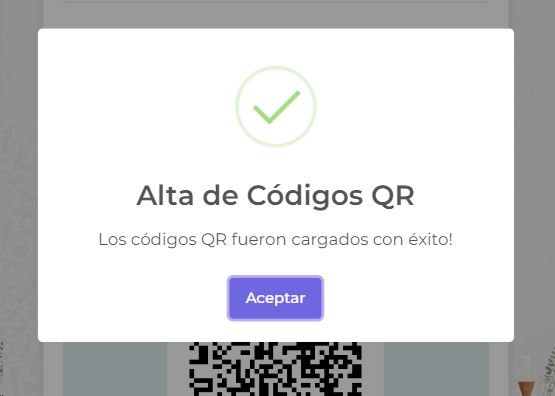 Alta de Códigos QR
Los códigos QR fueron cargados con éxito!
Aceptar